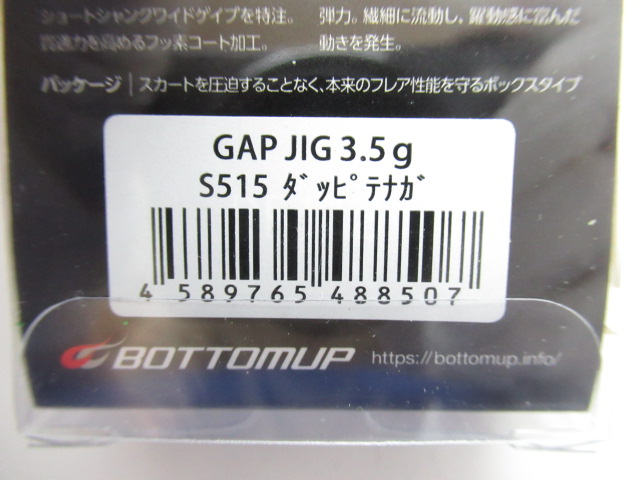 ショートシャンクワイドゲイプを特注。
貫通力を高めるフッ素コート加工。
弾力。繊細に流動し、躍動感に富んだ
動きを発生。
パッケージ | スカートを圧迫することなく、本来のフレア性能を守るボックスタイプ
GAP JIG 3.5g
S515 ﾀﾞｯﾋﾟﾃﾅｶﾞ
4 589765 488507
BOTTOMUP https://bottomup.info/